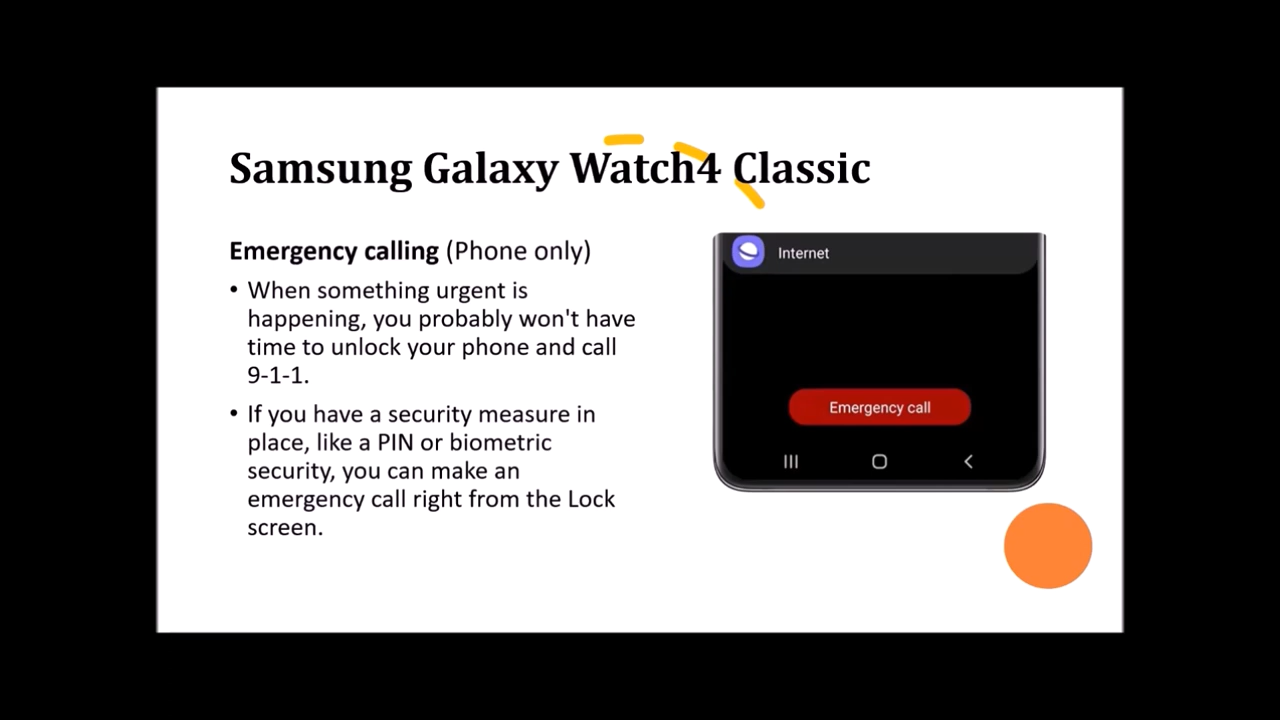 Samsung Galaxy Watch4 Classic
Emergency calling (Phone only)
• When something urgent is
happening, you probably won't have
time to unlock your phone and call
9-1-1.
• If you have a security measure in
place, like a PIN or biometric
security, you can make an
emergency call right from the Lock
screen.
Internet
Emergency call